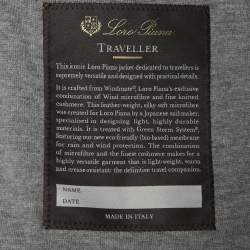 Loro Piana
TRAVELLER
This iconic Loro Piana jacket dedicated to travellers is
supremely versatile and designed with practical details.
It is crafted from Windmate®, Loro Piana's exclusive
combination of Wind microfibre and fine knitted
cashmere. This feather-weight, silky soft microfibre
was created for Loro Piana by a Japanese sail maker,
specialised in designing light, highly durable
materials. It is treated with Green Storm System®,
featuring our new eco friendly (bio based) membrane
for rain and wind protection. The combination
of microfibre and the finest cashmere makes for a
highly versatile garment that is light-weight, warm
and crease-resistant: the definitive travel companion.
NAME
DATE
MADE IN ITALY